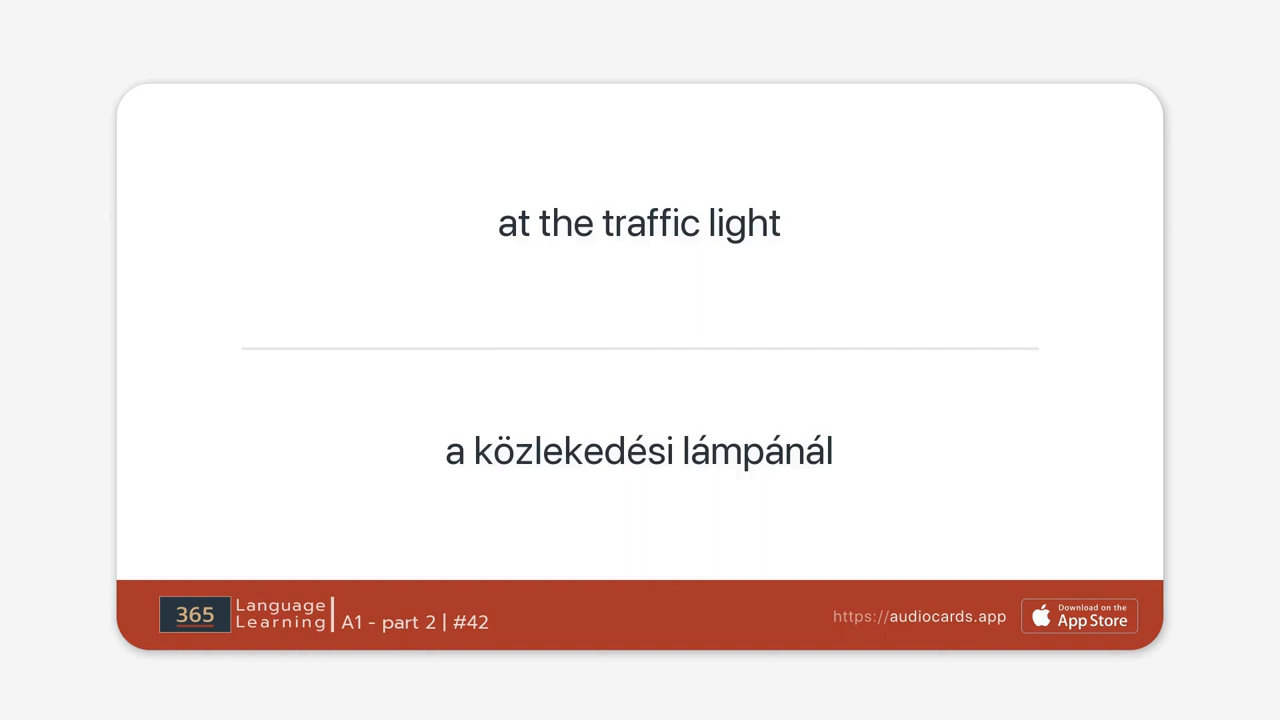 at the traffic light
a közlekedési lámpánál
365
Language
Learning
A1 - part 2 | #42
https://audiocards.app
Download on the
App Store